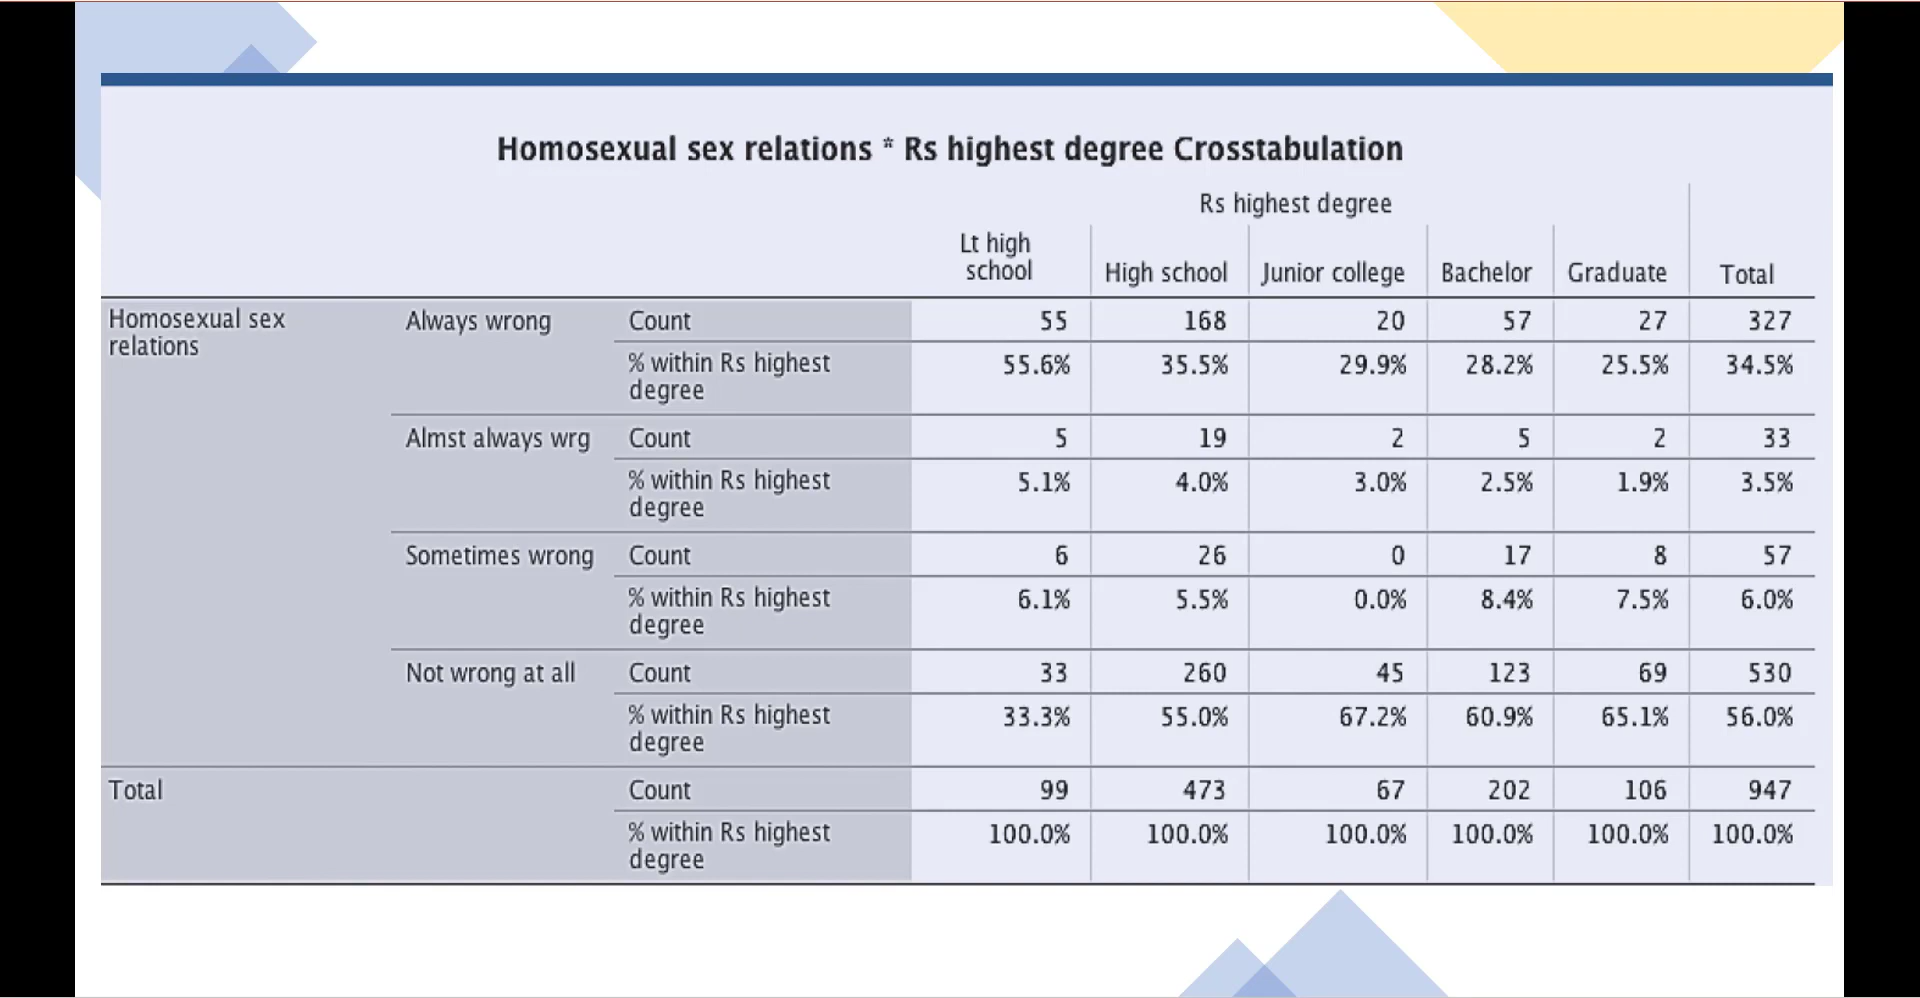 Homosexual sex relations * Rs highest degree Crosstabulation
Rs highest degree
Lt high
school High school Junior college Bachelor Graduate Total
Homosexual sex
relations
Always wrong Count 55 168 20 57 27 327
% within Rs highest
degree 55.6% 35.5% 29.9% 28.2% 25.5% 34.5%
Almst always wrg Count 5 19 2 5 2 33
% within Rs highest
degree 5.1% 4.0% 3.0% 2.5% 1.9% 3.5%
Sometimes wrong Count 6 26 0 17 8 57
% within Rs highest
degree 6.1% 5.5% 0.0% 8.4% 7.5% 6.0%
Not wrong at all Count 33 260 45 123 69 530
% within Rs highest
degree 33.3% 55.0% 67.2% 60.9% 65.1% 56.0%
Total Count 99 473 67 202 106 947
% within Rs highest
degree 100.0% 100.0% 100.0% 100.0% 100.0% 100.0%